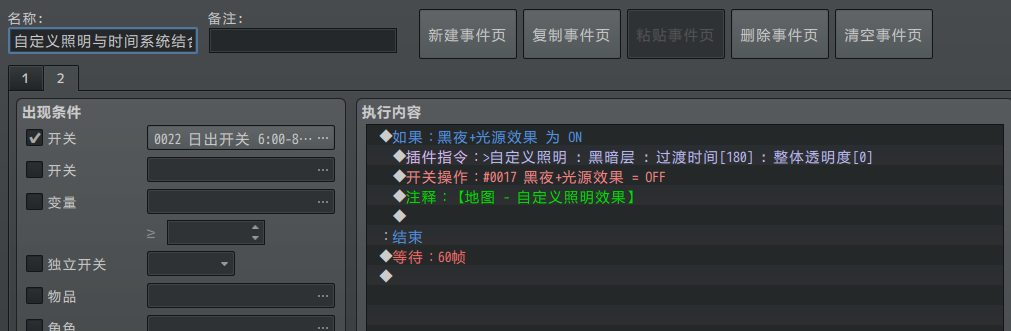 名称: 备注:
自定义照明与时间系统结合
新建事件页 复制事件页 粘贴事件页 删除事件页 清空事件页
1 2
出现条件
开关 0022 日出开关 6:00-8… …
开关 …
变量 …
≥
独立开关
物品 …
角色 …
执行内容
◆如果：黑夜+光源效果 为 ON
◆插件指令：>自定义照明 : 黑暗层 : 过渡时间[180] : 整体透明度[0]
◆开关操作：#0017 黑夜+光源效果 = OFF
◆注释：【地图 - 自定义照明效果】
◆
：结束
◆等待：60帧
◆